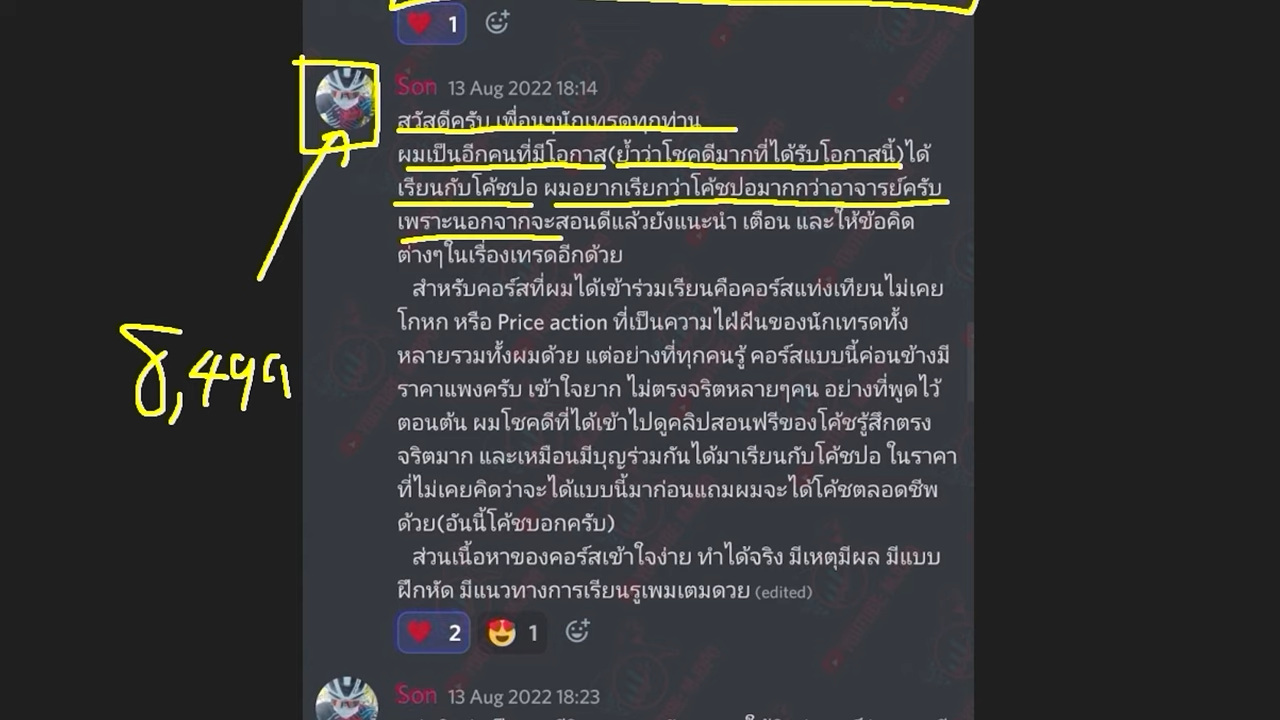 1
Son 13 Aug 2022 18:14
สวัสดีครับ เพื่อนๆนักเทรดทุกท่าน
ผมเป็นอีกคนที่มีโอกาส(ย้ำว่าโชคดีมากที่ได้รับโอกาสนี้)ได้
เรียนกับโค้ชปอ ผมอยากเรียกว่าโค้ชปอมากกว่าอาจารย์ครับ
เพราะนอกจากจะสอนดีแล้วยังแนะนำ เตือน และให้ข้อคิด
ต่างๆในเรื่องเทรดอีกด้วย
สำหรับคอร์สที่ผมได้เข้าร่วมเรียนคือคอร์สแท่งเทียนไม่เคย
โกหก หรือ Price action ที่เป็นความไฝ่ฝันของนักเทรดทั้ง
หลายรวมทั้งผมด้วย แต่อย่างที่ทุกคนรู้ คอร์สแบบนี้ค่อนข้างมี
ราคาแพงครับ เข้าใจยาก ไม่ตรงจริตหลายๆคน อย่างที่พูดไว้
,499
ตอนต้น ผมโชคดีที่ได้เข้าไปดูคลิปสอนฟรีของโค้ชรู้สึกตรง
จริตมาก และเหมือนมีบุญร่วมกันได้มาเรียนกับโค้ชปอ ในราคา
ที่ไม่เคยคิดว่าจะได้แบบนี้มาก่อนแถมผมจะได้โค้ชตลอดชีพ
ด้วย(อันนี้โค้ชบอกครับ)
ส่วนเนื้อหาของคอร์สเข้าใจง่าย ทำได้จริง มีเหตุมีผล มีแบบ
ฝึกหัด มีแนวทางการเรียนรูเพมเตมดวย (edited)
2 1
Son 13 Aug 2022 18:23